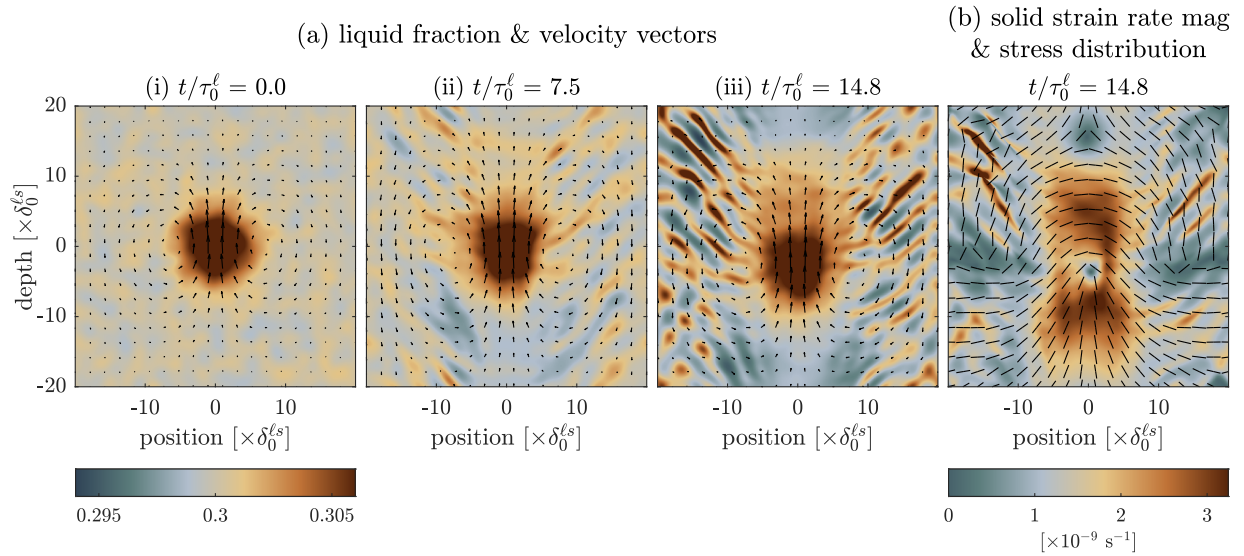 (a) liquid fraction & velocity vectors
(b) solid strain rate mag
& stress distribution
(i) t/τ₀^ℓ = 0.0
(ii) t/τ₀^ℓ = 7.5
(iii) t/τ₀^ℓ = 14.8
t/τ₀^ℓ = 14.8
depth [×δ₀^ℓs]
20
10
0
-10
-20
-10 0 10
-10 0 10
-10 0 10
-10 0 10
position [×δ₀^ℓs]
position [×δ₀^ℓs]
position [×δ₀^ℓs]
position [×δ₀^ℓs]
0.295 0.3 0.305
0 1 2 3
[×10⁻⁹ s⁻¹]